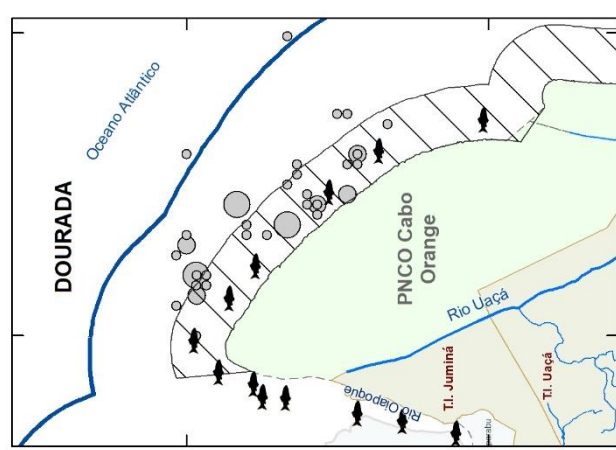 DOURADA
Oceano Atlântico
PNCO Cabo
Orange
Rio Uaçá
Rio Oiapoque
T.I. Juminá
T.I. Uaçá